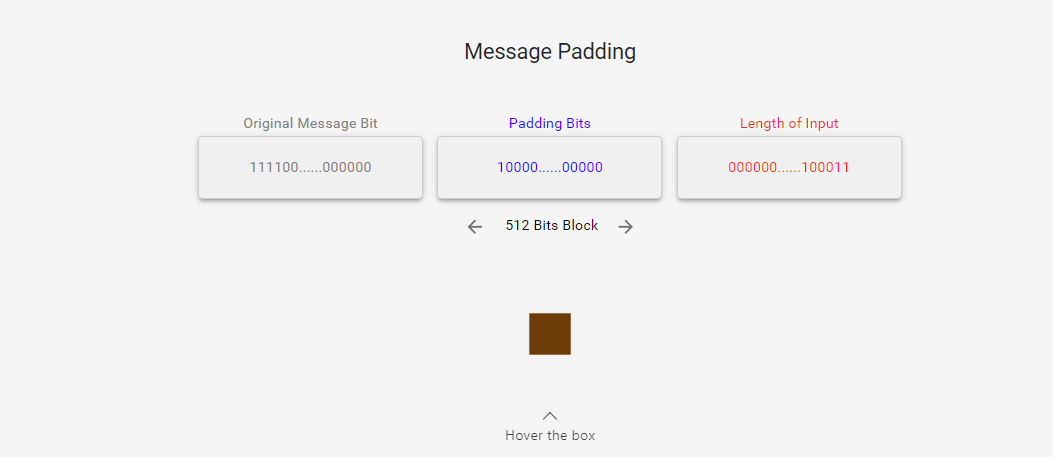 Message Padding
Original Message Bit
Padding Bits
Length of Input
111100......000000
10000......00000
000000......100011
512 Bits Block
Hover the box